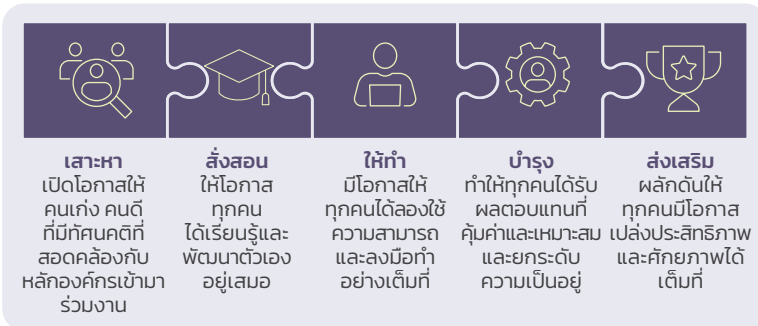 เสาะหา
เปิดโอกาสให้
คนเก่ง คนดี
ที่มีทัศนคติที่
สอดคล้องกับ
หลักองค์กรเข้ามา
ร่วมงาน
สั่งสอน
ให้โอกาส
ทุกคน
ได้เรียนรู้และ
พัฒนาตัวเอง
อยู่เสมอ
ให้ทำ
มีโอกาสให้
ทุกคนได้ลองใช้
ความสามารถ
และลงมือทำ
อย่างเต็มที่
บำรุง
ทำให้ทุกคนได้รับ
ผลตอบแทนที่
คุ้มค่าและเหมาะสม
และยกระดับ
ความเป็นอยู่
ส่งเสริม
ผลักดันให้
ทุกคนมีโอกาส
เปล่งประสิทธิภาพ
และศักยภาพได้
เต็มที่